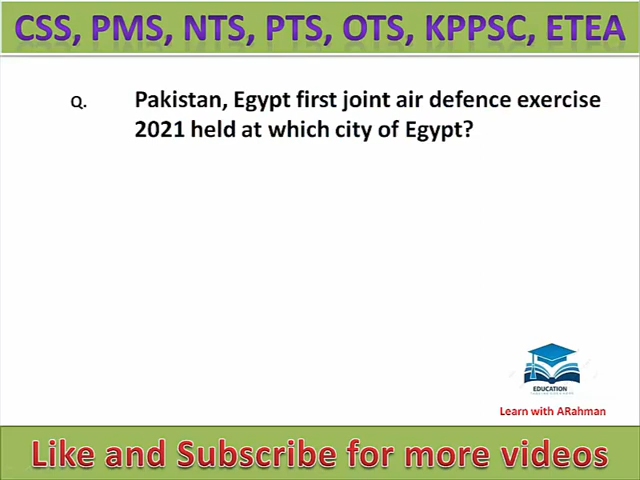 CSS, PMS, NTS, PTS, OTS, KPPSC, ETEA
Q. Pakistan, Egypt first joint air defence exercise
2021 held at which city of Egypt?
EDUCATION
Learn with ARahman
Like and Subscribe for more videos